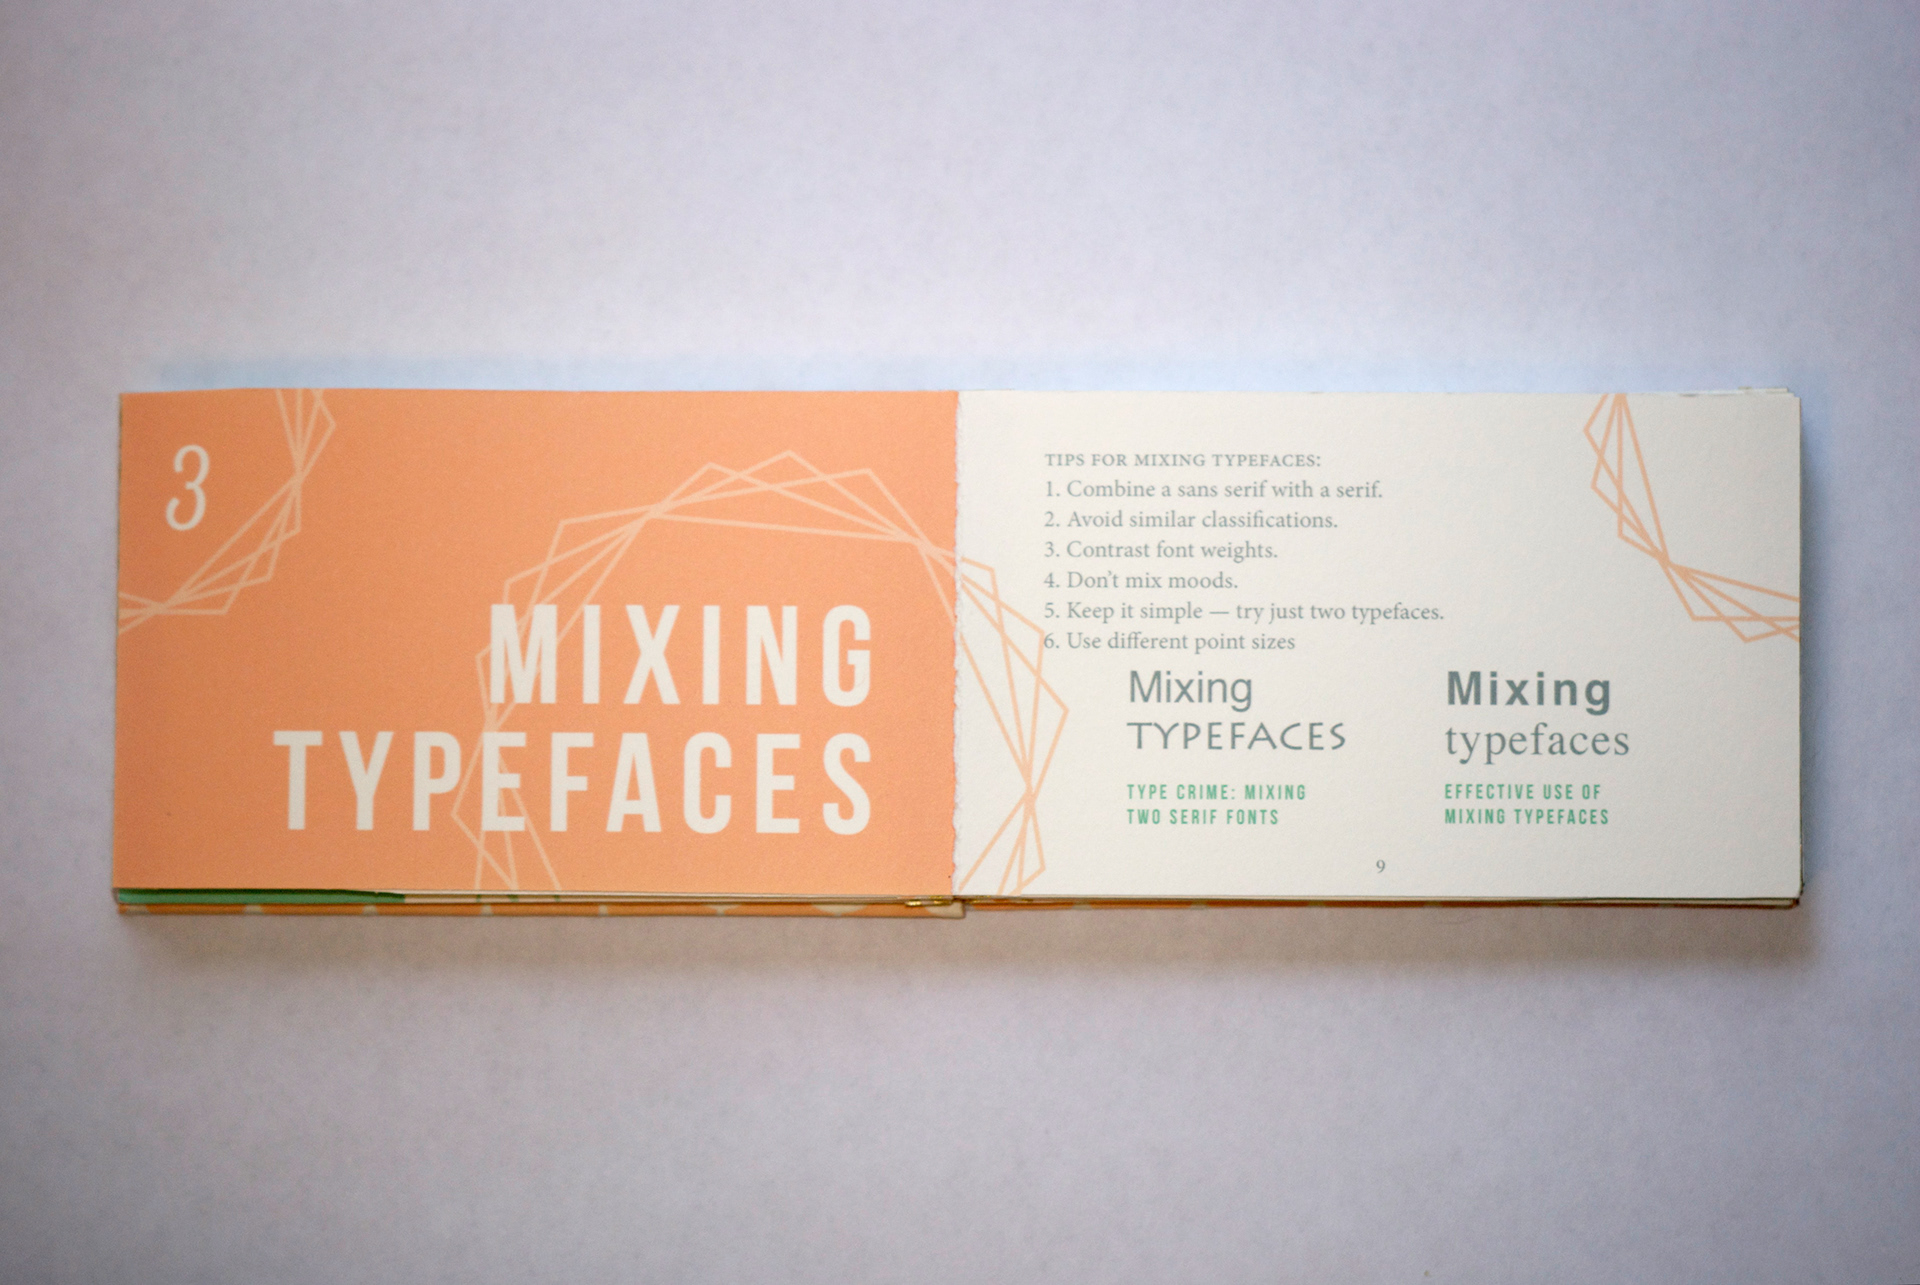 3
MIXING
TYPEFACES
TIPS FOR MIXING TYPEFACES:
1. Combine a sans serif with a serif.
2. Avoid similar classifications.
3. Contrast font weights.
4. Don’t mix moods.
5. Keep it simple — try just two typefaces.
6. Use different point sizes
Mixing
TYPEFACES
TYPE CRIME: MIXING
TWO SERIF FONTS
Mixing
typefaces
EFFECTIVE USE OF
MIXING TYPEFACES
9